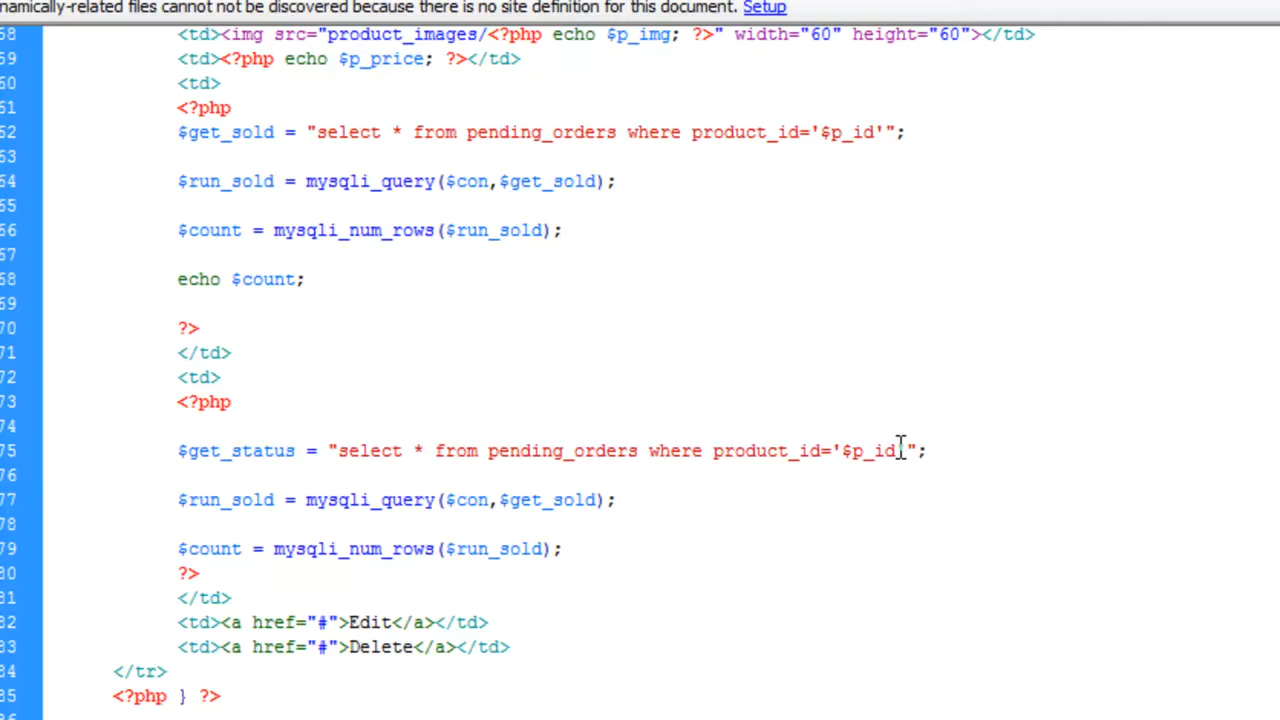 namically-related files cannot not be discovered because there is no site definition for this document. Setup
58 <td><img src="product_images/<?php echo $p_img; ?>" width="60" height="60"></td>
59 <td><?php echo $p_price; ?></td>
60 <td>
61 <?php
62 $get_sold = "select * from pending_orders where product_id='$p_id'";
63
64 $run_sold = mysqli_query($con,$get_sold);
65
66 $count = mysqli_num_rows($run_sold);
67
68 echo $count;
69
70 ?>
71 </td>
72 <td>
73 <?php
74
75 $get_status = "select * from pending_orders where product_id='$p_id'";
76
77 $run_sold = mysqli_query($con,$get_sold);
78
79 $count = mysqli_num_rows($run_sold);
80 ?>
81 </td>
82 <td><a href="#">Edit</a></td>
83 <td><a href="#">Delete</a></td>
84 </tr>
85 <?php } ?>